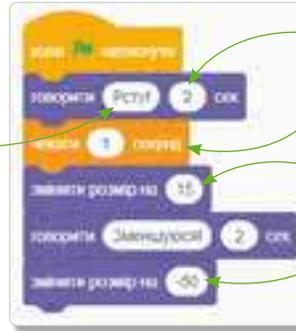 коли натиснуто
говорити Росту! 2 сек
чекати 1 секунд
змінити розмір на 15
говорити Зменшуюся! 2 сек
змінити розмір на -50